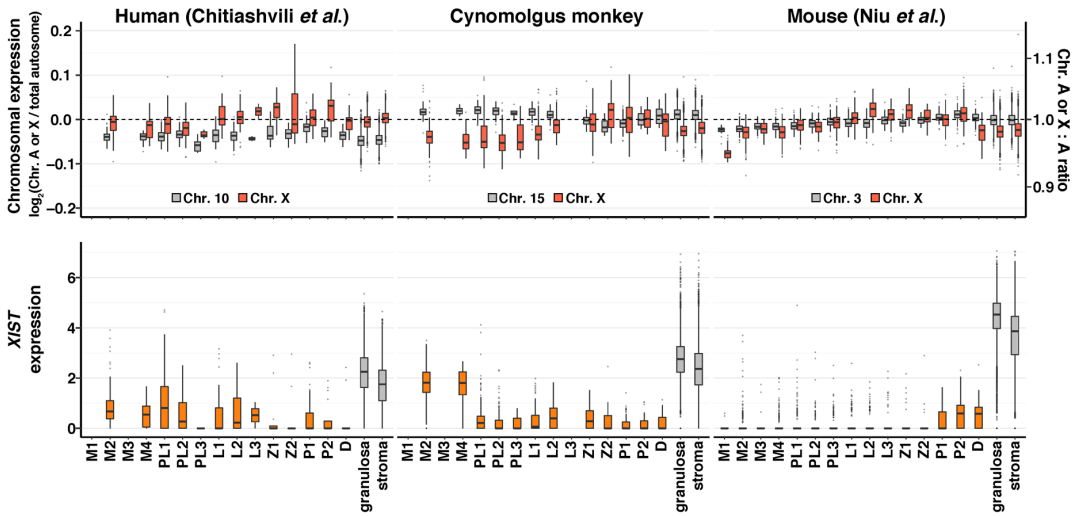 Human (Chitiashvili et al.) Cynomolgus monkey Mouse (Niu et al.)
Chromosomal expression
log2(Chr. A or X / total autosome)
0.2
0.1
0.0
−0.1
−0.2
Chr. 10 Chr. X
Chr. 15 Chr. X
Chr. 3 Chr. X
1.1
1.0
0.9
Chr. A or X : A ratio
XIST
expression
6
4
2
0
M1 M2 M3 M4 PL1 PL2 PL3 L1 L2 L3 Z1 Z2 P1 P2 D granulosa stroma
M1 M2 M3 M4 PL1 PL2 PL3 L1 L2 L3 Z1 Z2 P1 P2 D granulosa stroma
M1 M2 M3 M4 PL1 PL2 PL3 L1 L2 L3 Z1 Z2 P1 P2 D granulosa stroma